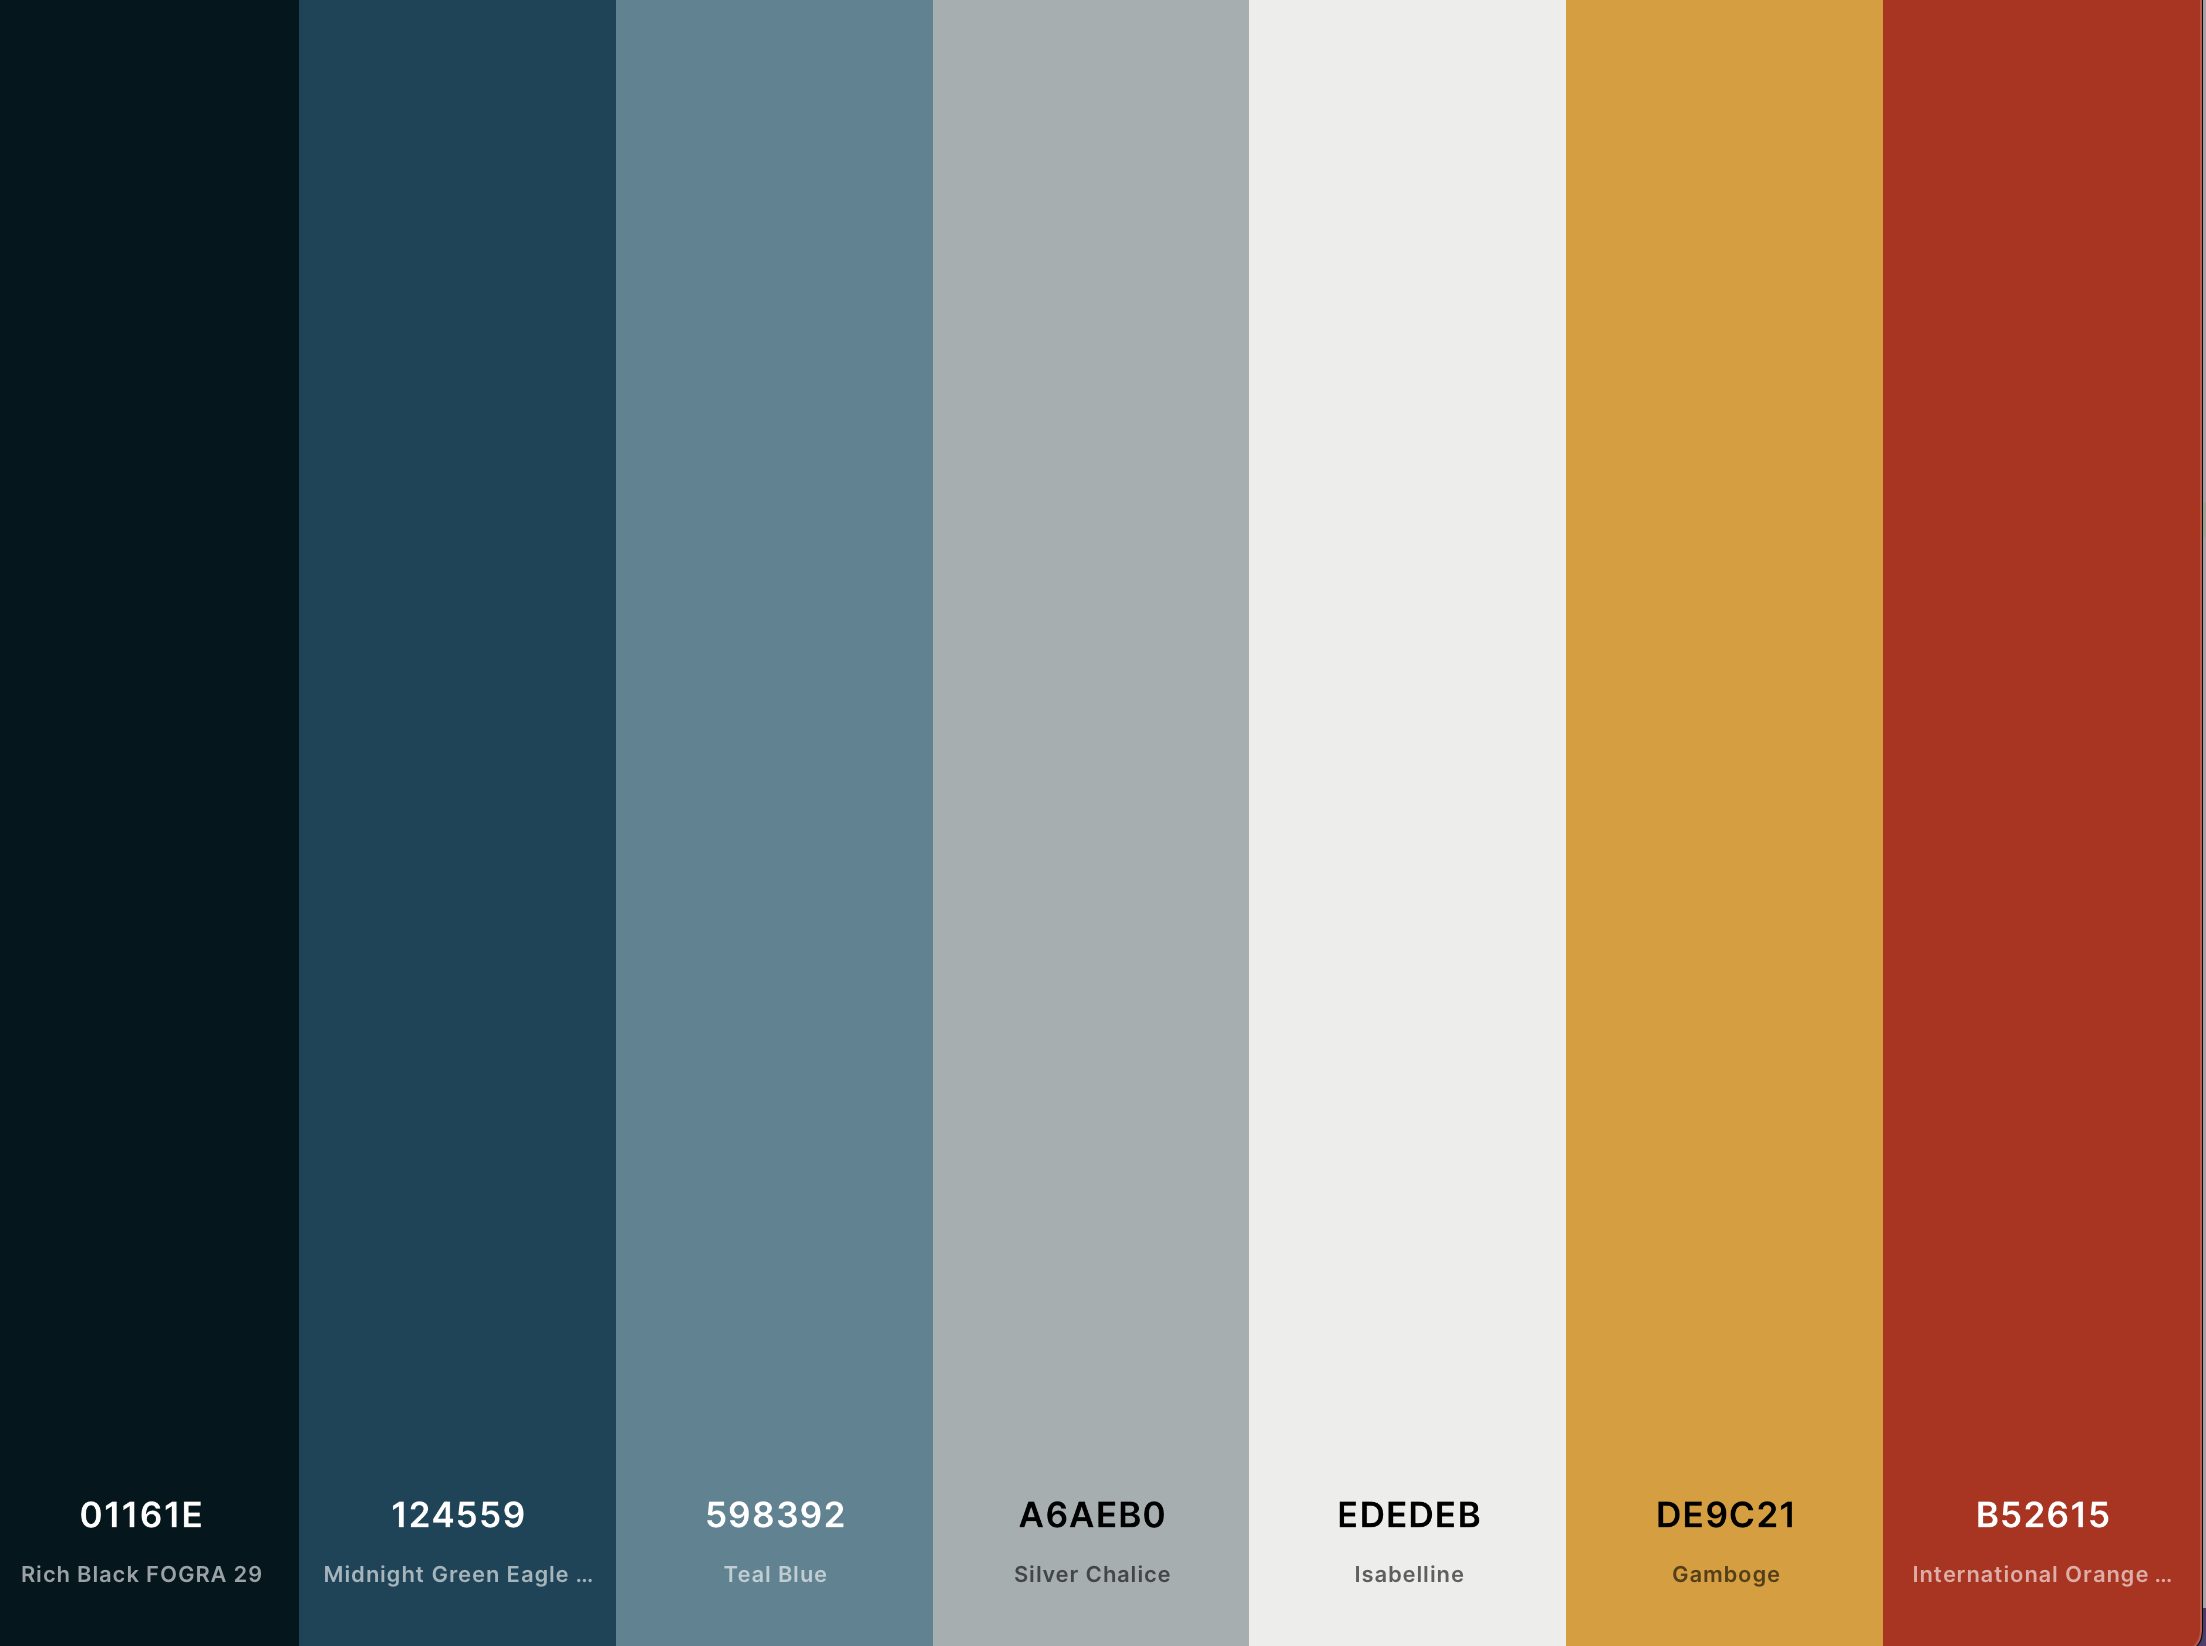 01161E
Rich Black FOGRA 29
124559
Midnight Green Eagle ...
598392
Teal Blue
A6AEB0
Silver Chalice
EDEDEB
Isabelline
DE9C21
Gamboge
B52615
International Orange ...